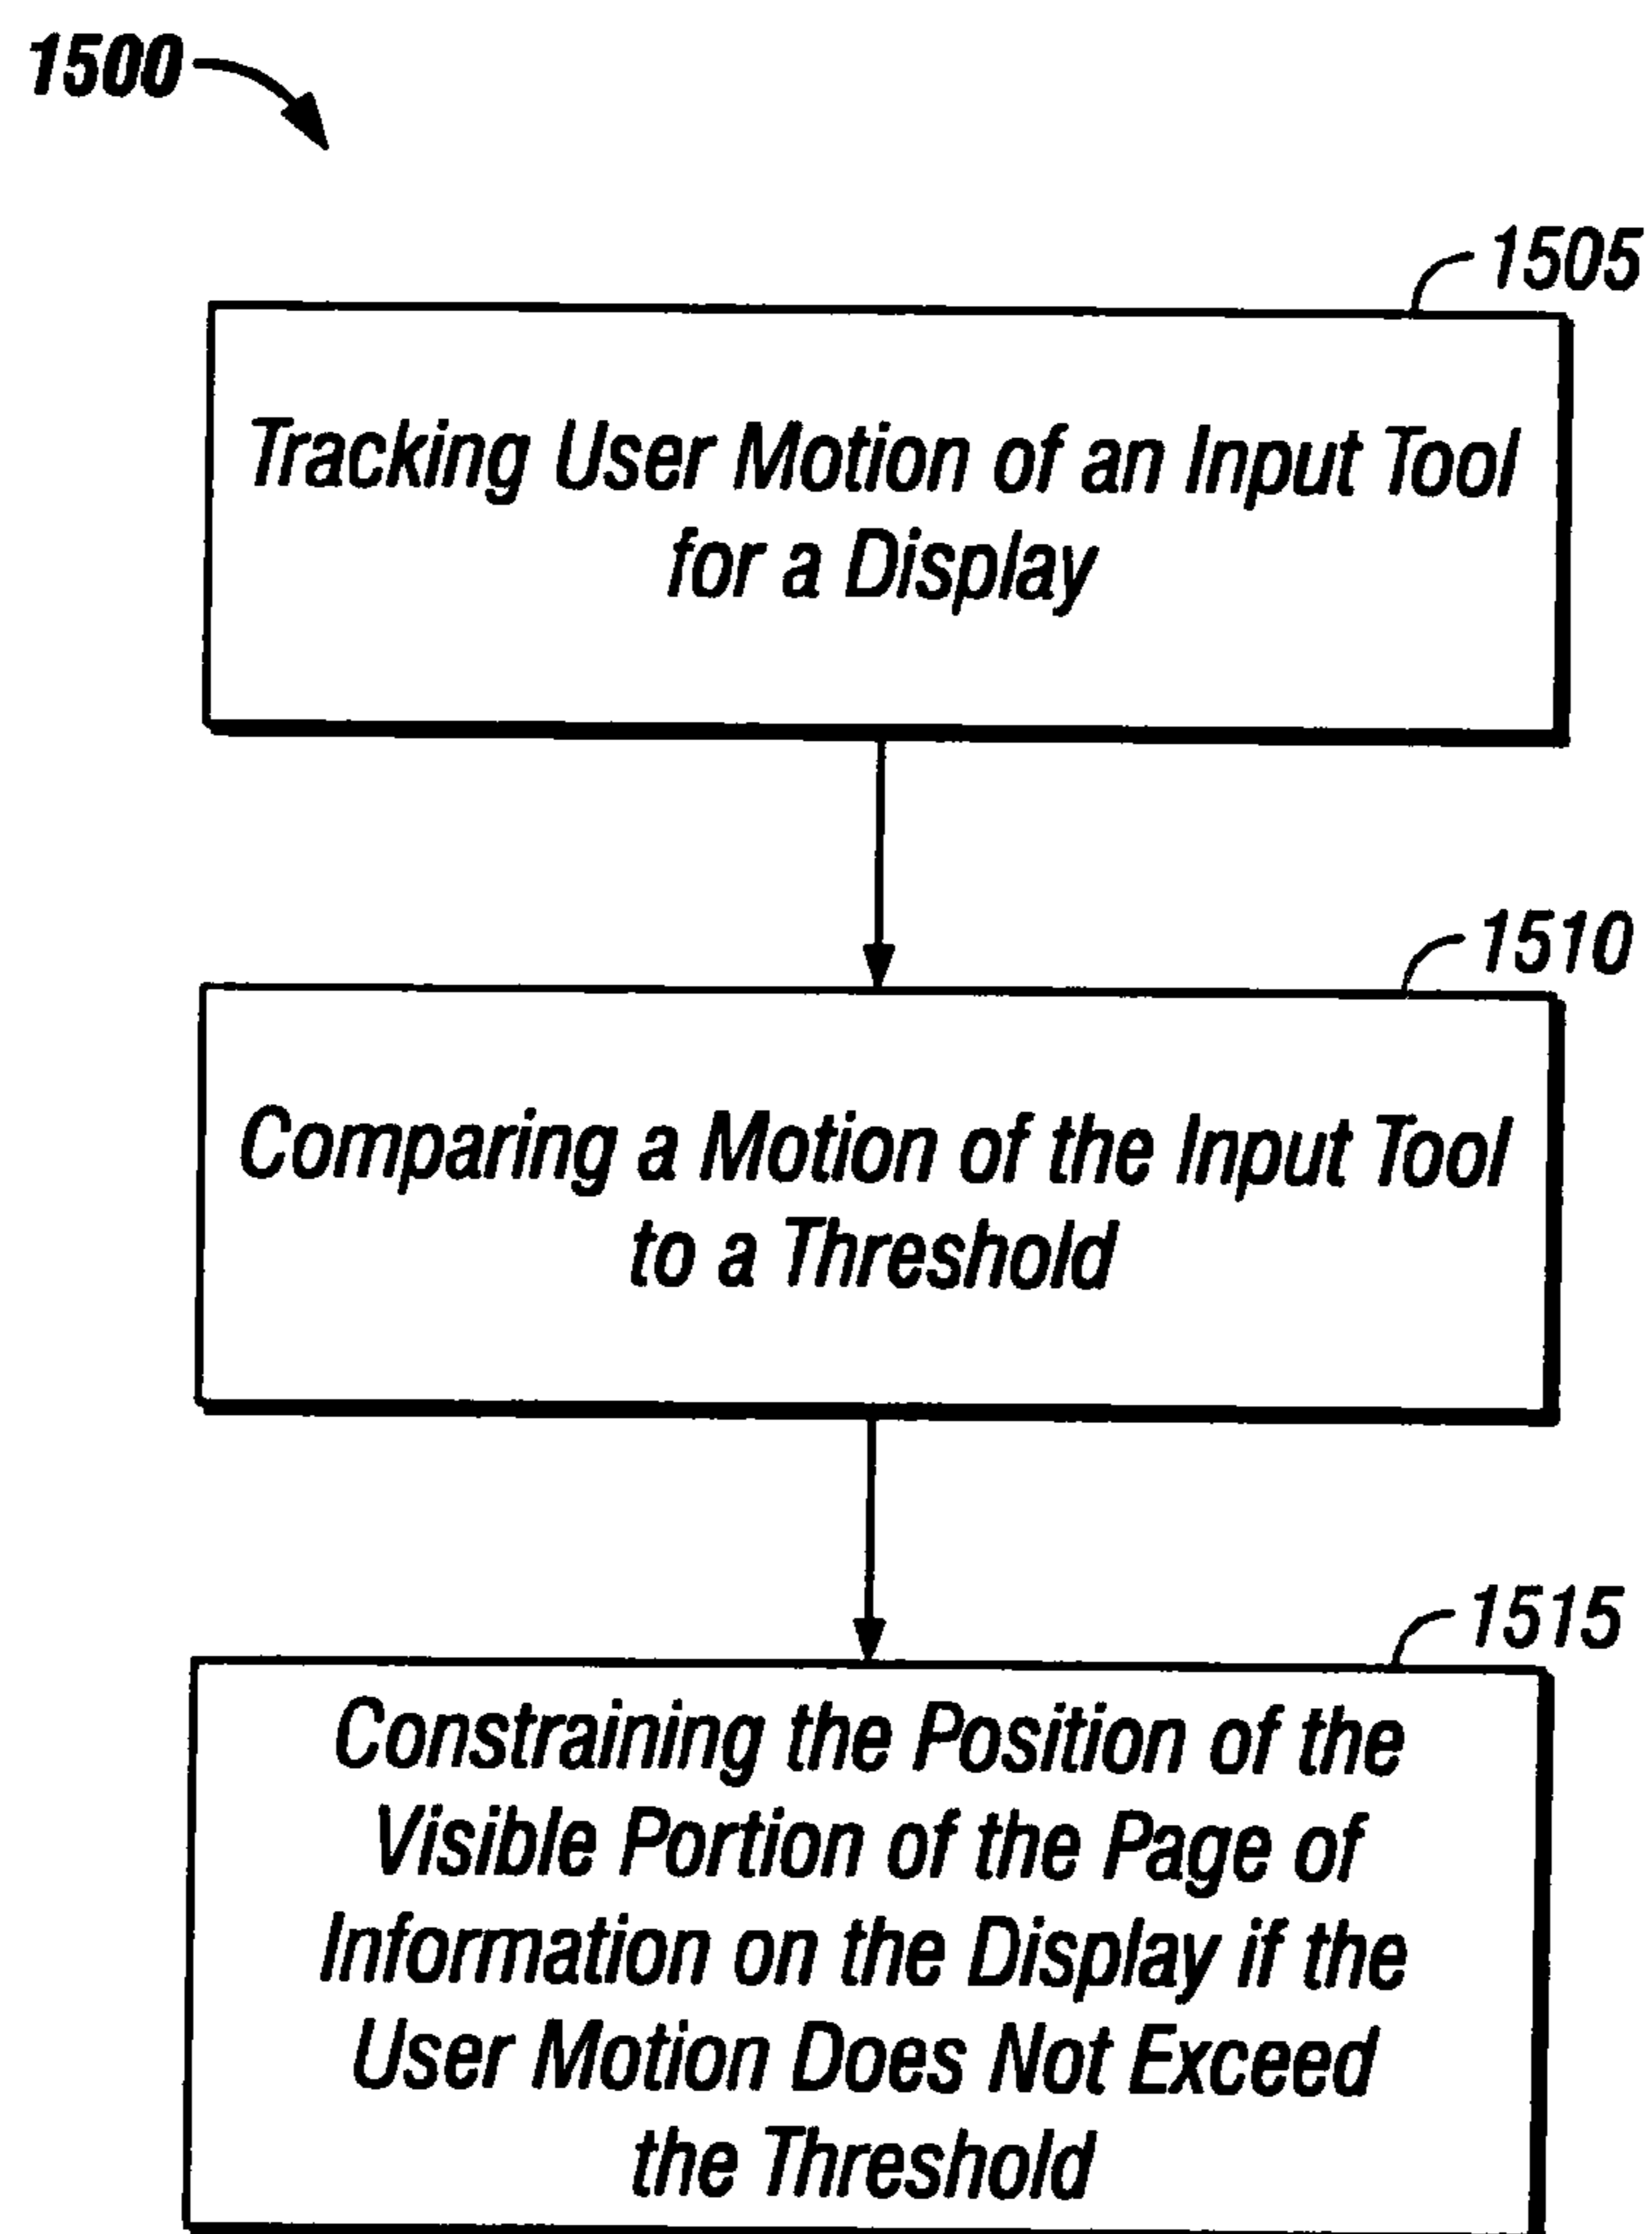 1500
1505
Tracking User Motion of an Input Tool
for a Display
1510
Comparing a Motion of the Input Tool
to a Threshold
1515
Constraining the Position of the
Visible Portion of the Page of
Information on the Display if the
User Motion Does Not Exceed
the Threshold